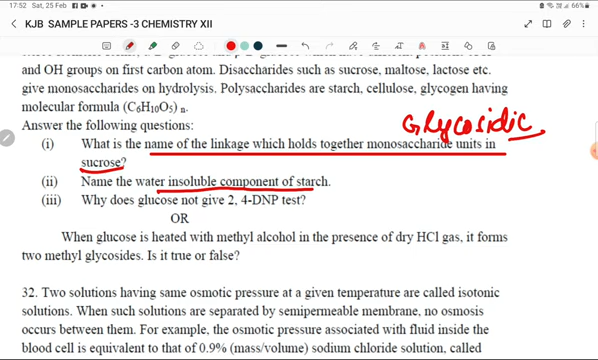 17:52 Sat, 25 Feb 66%
KJB SAMPLE PAPERS -3 CHEMISTRY XII
and OH groups on first carbon atom. Disaccharides such as sucrose, maltose, lactose etc.
give monosaccharides on hydrolysis. Polysaccharides are starch, cellulose, glycogen having
molecular formula (C6H10O5) n.
Answer the following questions:
Glycosidic
(i) What is the name of the linkage which holds together monosaccharide units in
sucrose?
(ii) Name the water insoluble component of starch.
(iii) Why does glucose not give 2, 4-DNP test?
OR
When glucose is heated with methyl alcohol in the presence of dry HCl gas, it forms
two methyl glycosides. Is it true or false?
32. Two solutions having same osmotic pressure at a given temperature are called isotonic
solutions. When such solutions are separated by semipermeable membrane, no osmosis
occurs between them. For example, the osmotic pressure associated with fluid inside the
blood cell is equivalent to that of 0.9% (mass/volume) sodium chloride solution, called